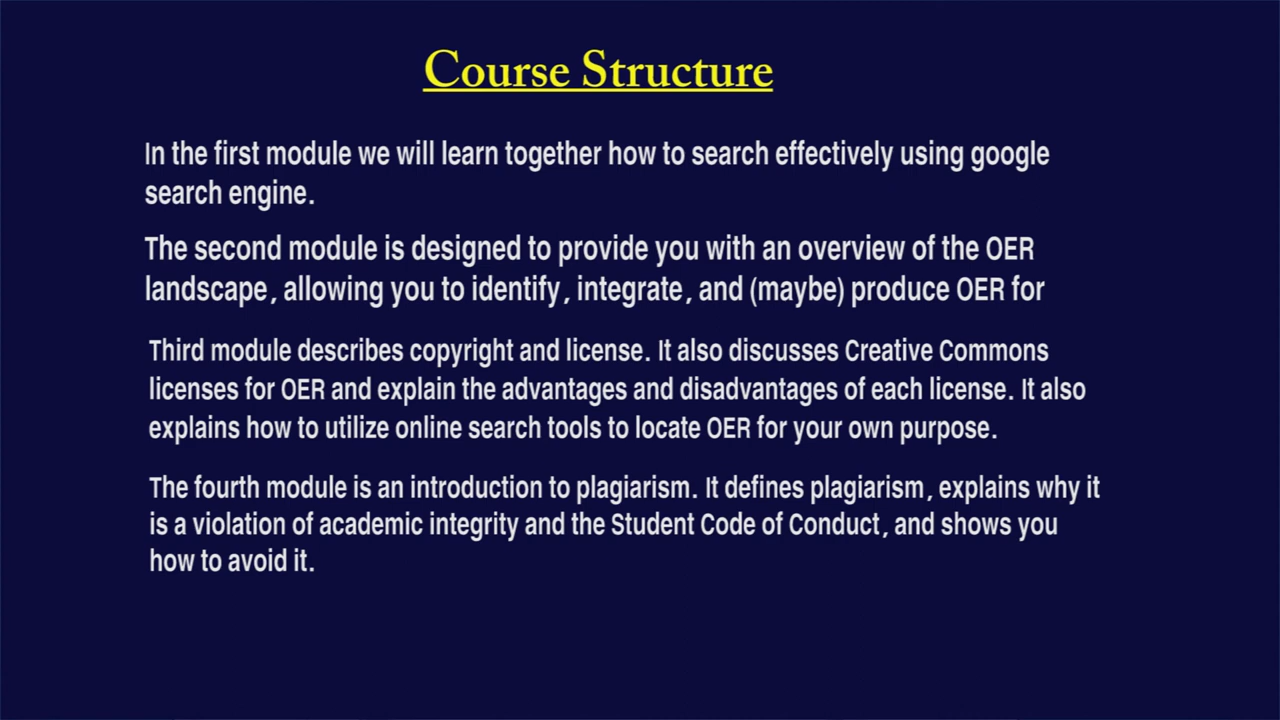 Course Structure
In the first module we will learn together how to search effectively using google
search engine.
The second module is designed to provide you with an overview of the OER
landscape, allowing you to identify, integrate, and (maybe) produce OER for
Third module describes copyright and license. It also discusses Creative Commons
licenses for OER and explain the advantages and disadvantages of each license. It also
explains how to utilize online search tools to locate OER for your own purpose.
The fourth module is an introduction to plagiarism. It defines plagiarism, explains why it
is a violation of academic integrity and the Student Code of Conduct, and shows you
how to avoid it.